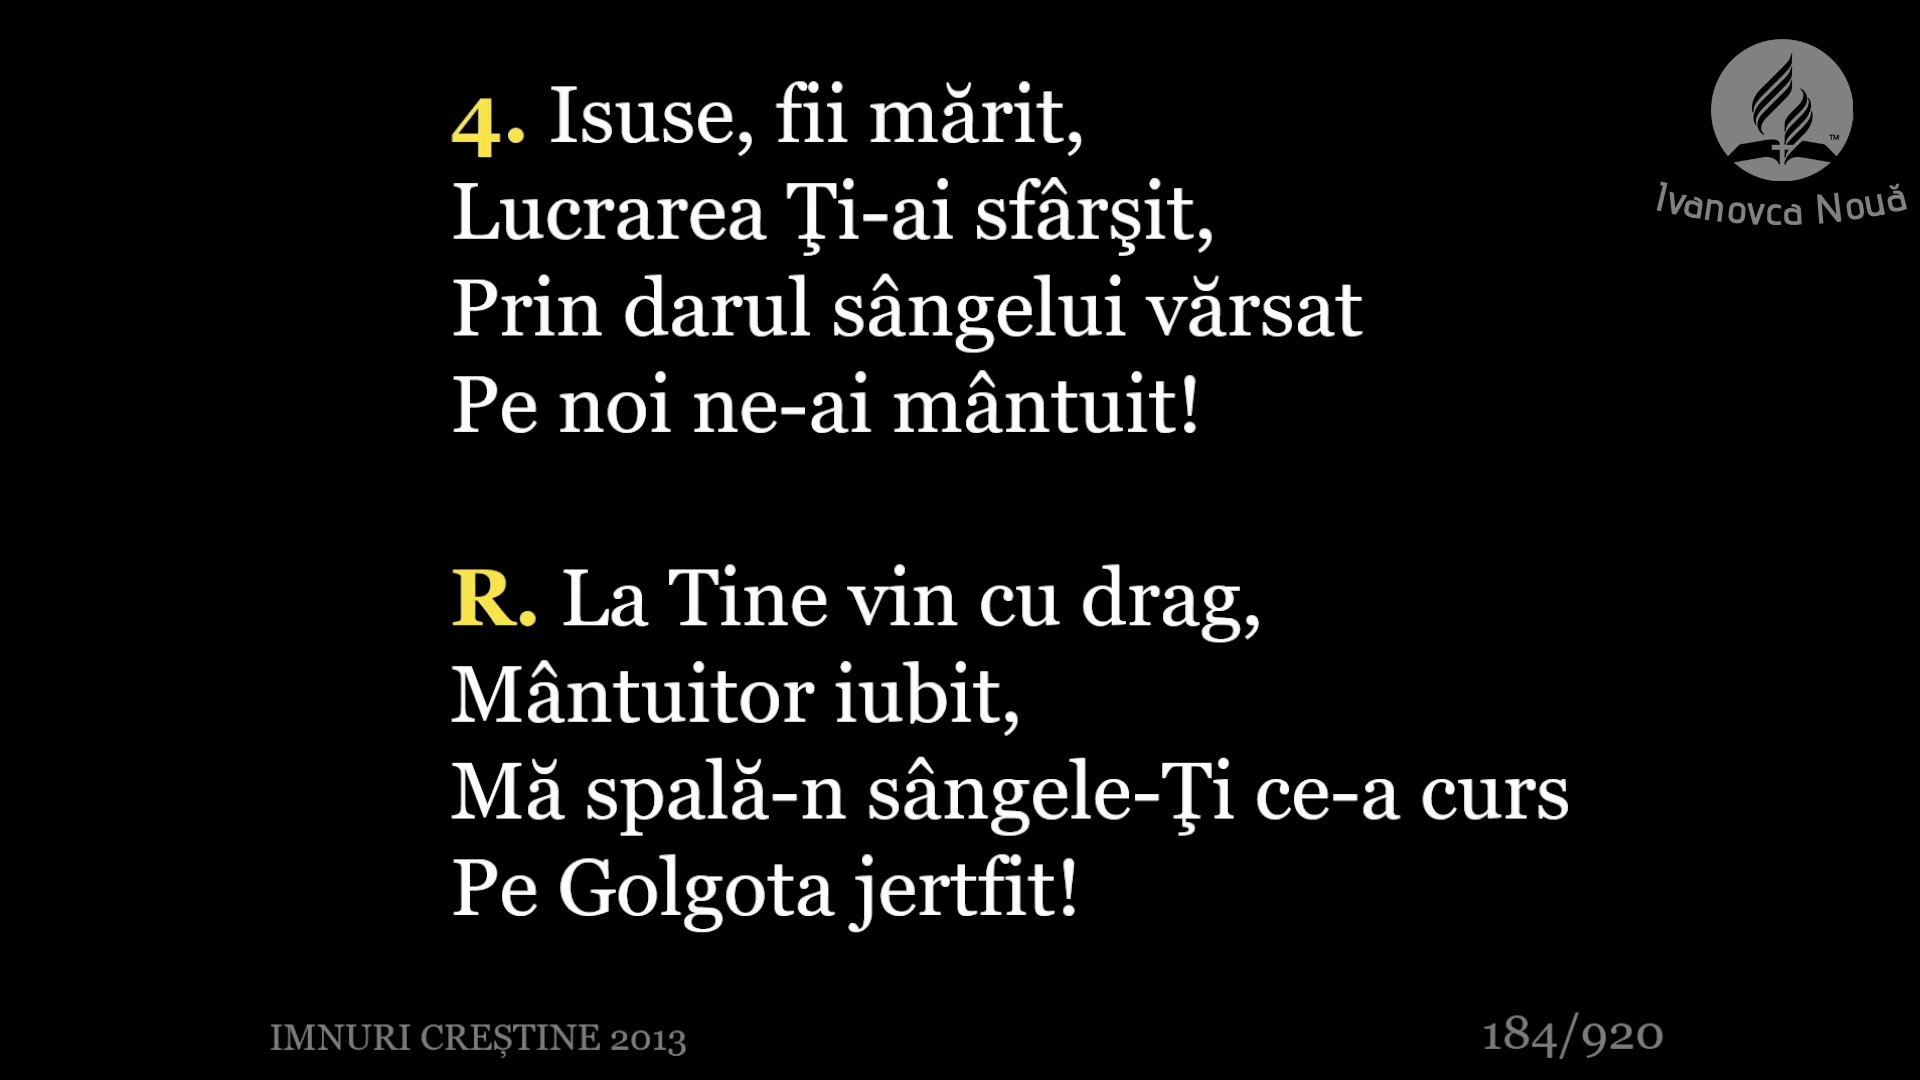 4. Isuse, fii mărit,
Lucrarea Ţi-ai sfârşit,
Prin darul sângelui vărsat
Pe noi ne-ai mântuit!
R. La Tine vin cu drag,
Mântuitor iubit,
Mă spală-n sângele-Ţi ce-a curs
Pe Golgota jertfit!
TM
Ivanovca Nouă
IMNURI CREȘTINE 2013
184/920